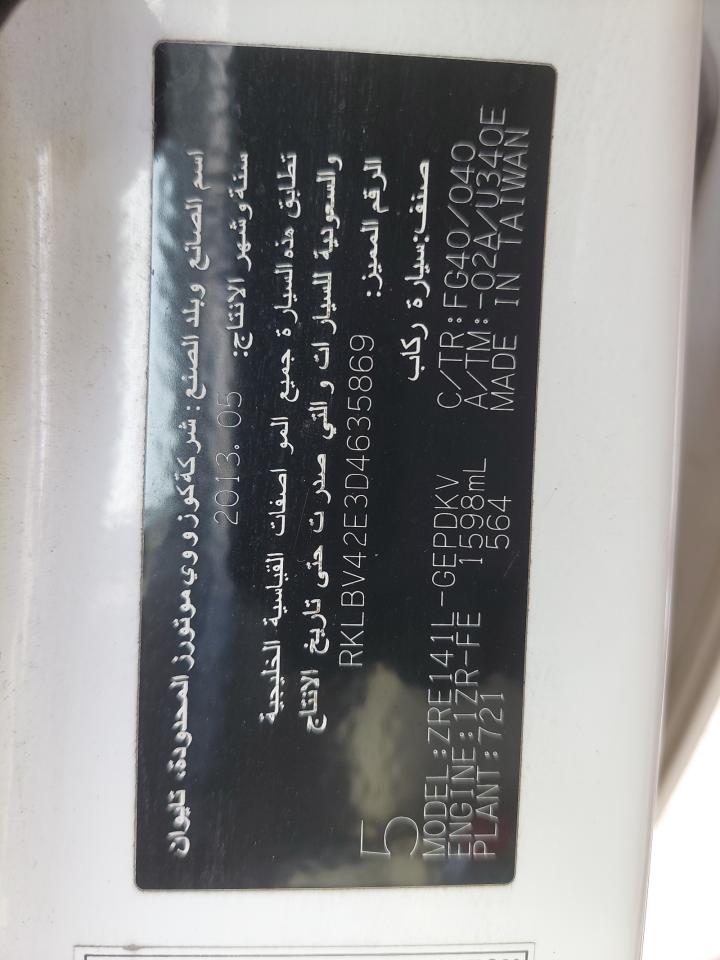 اسم الصانع وبلد الصنع : شركة كوزووي موتورز المحدودة، تايوان
سنة وشهر الانتاج: 2013.05
تطابق هذه السيارة جميع المواصفات القياسية الخليجية
والسعودية للسيارات والتي صدرت حتى تاريخ الانتاج
الرقم المميز: RKLBV42E3D4635869
صنف:سيارة ركاب
5
MODEL:ZRE141L-GEPDKV C/TR:FG40/040
ENGINE:1ZR-FE 1598mL A/TM:-02A/U340E
PLANT:721 564 MADE IN TAIWAN